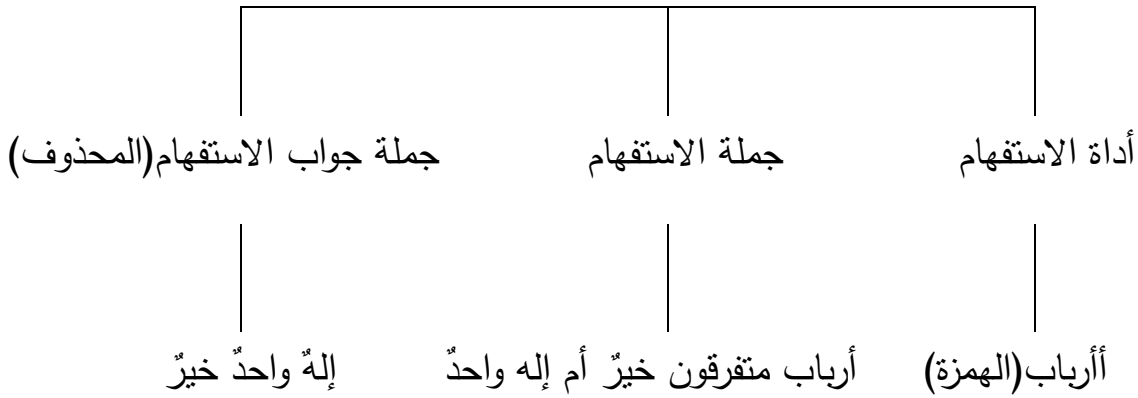 أداة الاستفهام جملة الاستفهام جملة جواب الاستفهام(المحذوف)
أأرباب(الهمزة) أرباب متفرقون خيرٌ أم إله واحدٌ إلهٌ واحدٌ خيرٌ